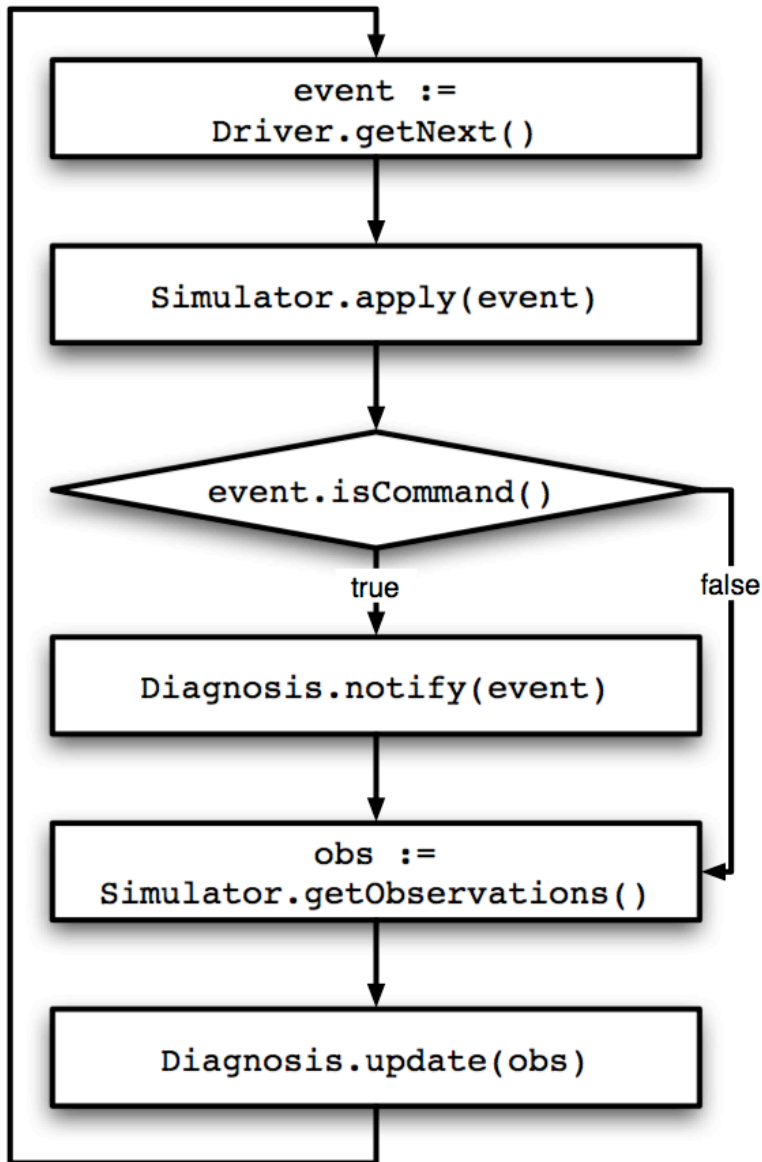 event :=
Driver.getNext()
Simulator.apply(event)
event.isCommand()
true
false
Diagnosis.notify(event)
obs :=
Simulator.getObservations()
Diagnosis.update(obs)